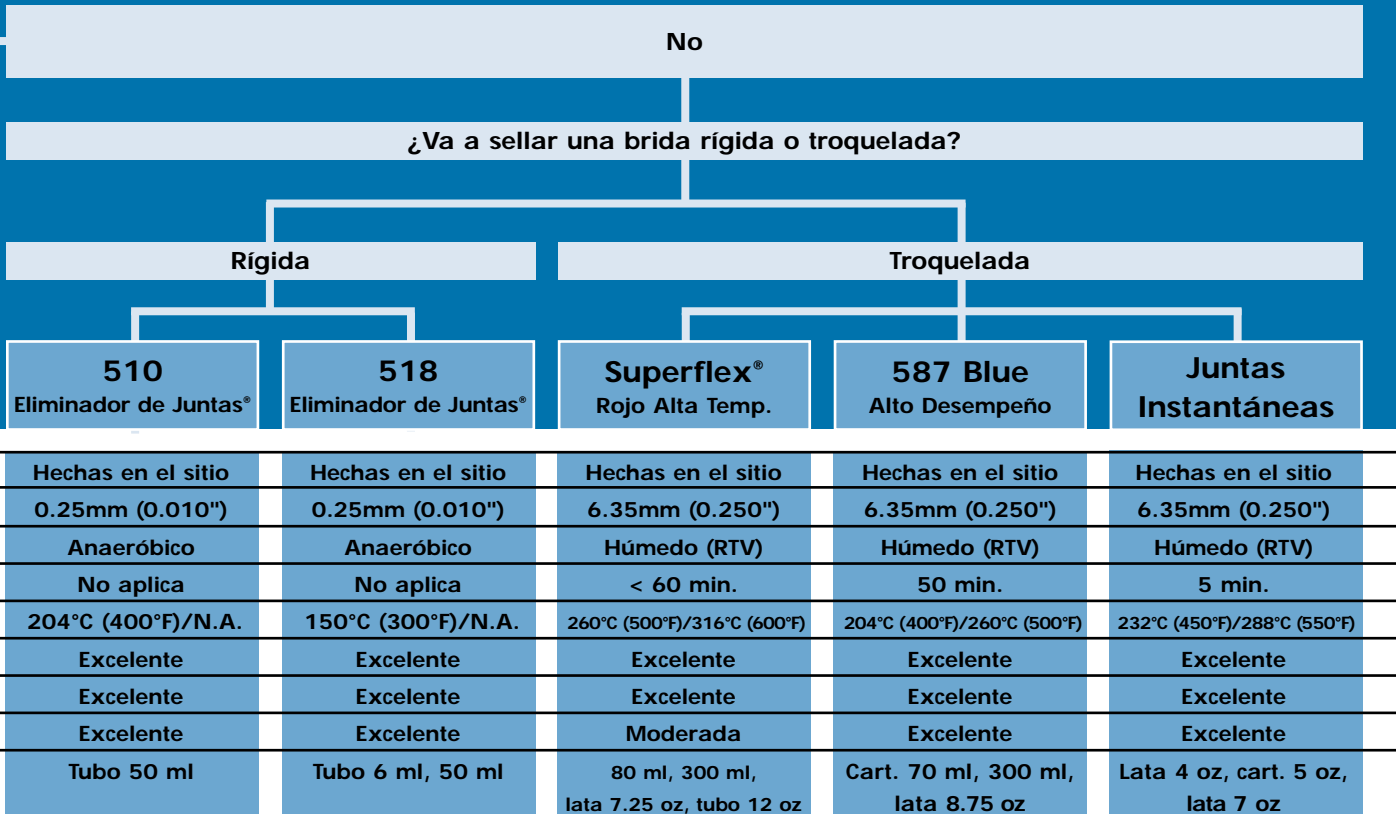 No
¿Va a sellar una brida rígida o troquelada?
Rígida
Troquelada
510
Eliminador de Juntas®
518
Eliminador de Juntas®
Superflex®
Rojo Alta Temp.
587 Blue
Alto Desempeño
Juntas
Instantáneas
Hechas en el sitio Hechas en el sitio Hechas en el sitio Hechas en el sitio Hechas en el sitio
0.25mm (0.010") 0.25mm (0.010") 6.35mm (0.250") 6.35mm (0.250") 6.35mm (0.250")
Anaeróbico Anaeróbico Húmedo (RTV) Húmedo (RTV) Húmedo (RTV)
No aplica No aplica < 60 min. 50 min. 5 min.
204°C (400°F)/N.A. 150°C (300°F)/N.A. 260°C (500°F)/316°C (600°F) 204°C (400°F)/260°C (500°F) 232°C (450°F)/288°C (550°F)
Excelente Excelente Excelente Excelente Excelente
Excelente Excelente Excelente Excelente Excelente
Excelente Excelente Moderada Excelente Excelente
Tubo 50 ml Tubo 6 ml, 50 ml 80 ml, 300 ml, Cart. 70 ml, 300 ml, Lata 4 oz, cart. 5 oz,
lata 7.25 oz, tubo 12 oz lata 8.75 oz lata 7 oz